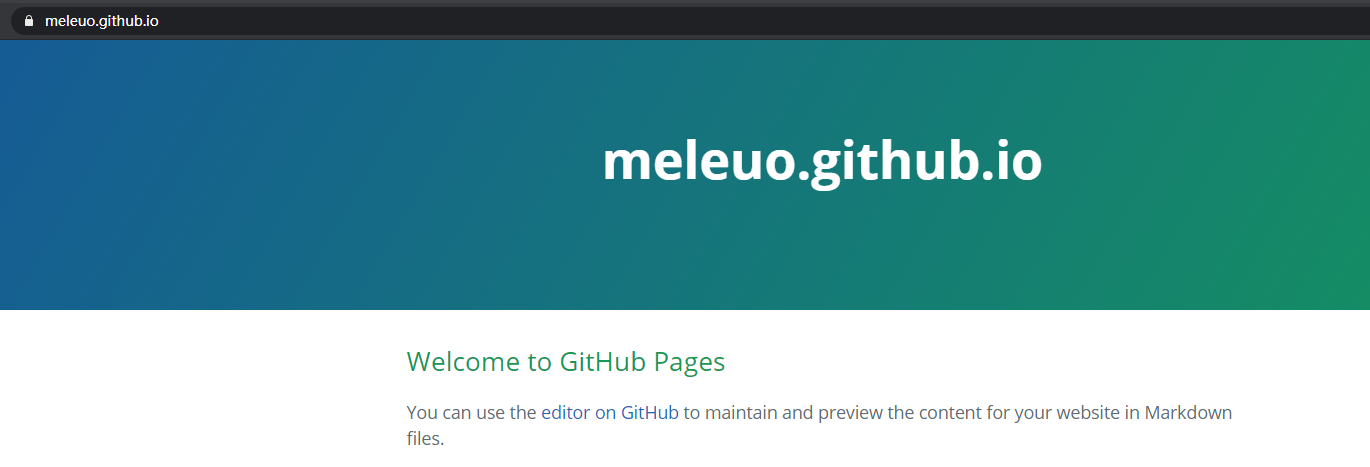 meleuo.github.io
meleuo.github.io
Welcome to GitHub Pages
You can use the editor on GitHub to maintain and preview the content for your website in Markdown
files.